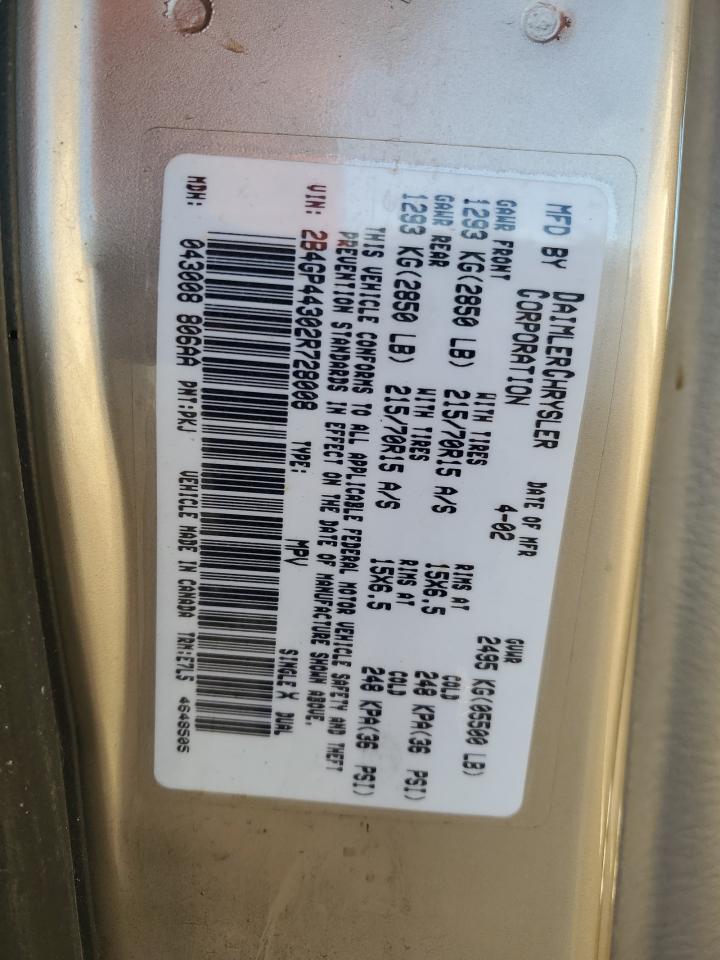 MFD BY DAIMLERCHRYSLER CORPORATION
DATE OF MFR 4-02
GVWR 2495 KG(05500 LB)
GAWR FRONT WITH TIRES RIMS AT COLD
1293 KG(2850 LB) 215/70R15 A/S 15X6.5 248 KPA(36 PSI)
GAWR REAR WITH TIRES RIMS AT COLD
1293 KG(2850 LB) 215/70R15 A/S 15X6.5 248 KPA(36 PSI)
THIS VEHICLE CONFORMS TO ALL APPLICABLE FEDERAL MOTOR VEHICLE SAFETY AND THEFT
PREVENTION STANDARDS IN EFFECT ON THE DATE OF MANUFACTURE SHOWN ABOVE.
VIN: 2B4GP44302R728008 TYPE: MPV SINGLE X DUAL
MDH: 043008 806AA PNT:PKJ VEHICLE MADE IN CANADA TRM:E7L5 4648505